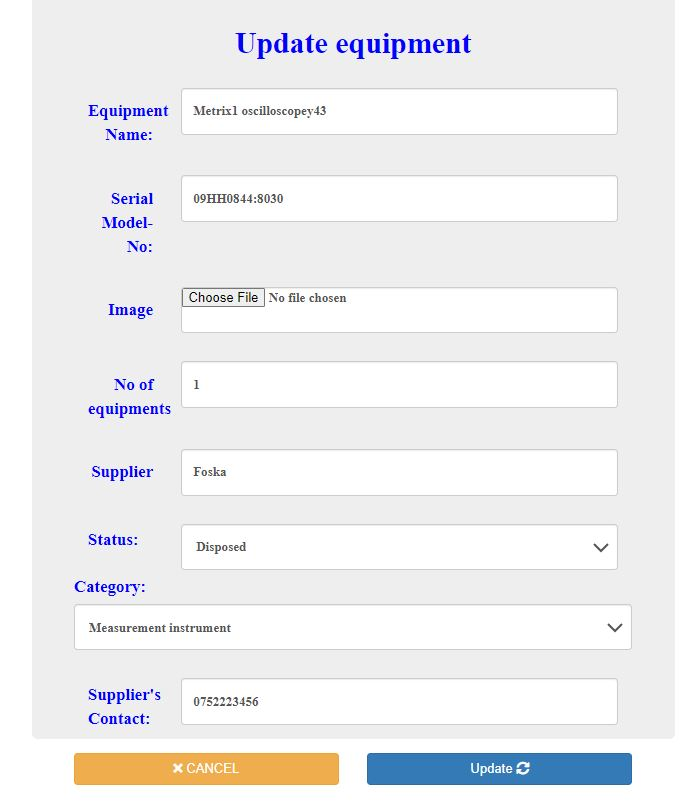 Update equipment
Equipment
Name:
Metrix1 oscilloscopey43
Serial
Model-
No:
09HH0844:8030
Image
Choose File No file chosen
No of
equipments
1
Supplier
Foska
Status:
Disposed
Category:
Measurement instrument
Supplier's
Contact:
0752223456
CANCEL
Update